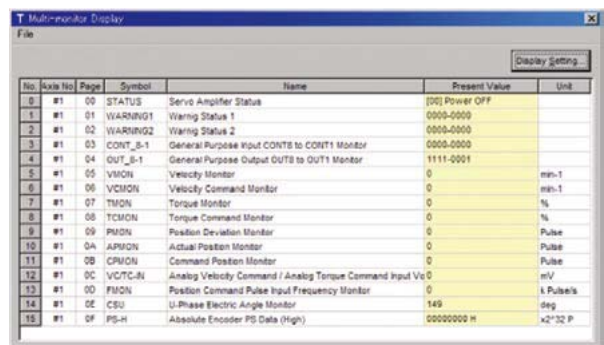 T Multi-monitor Display
File
Display Setting...
No. Axis No. Page Symbol Name Present Value Unit
0 #1 00 STATUS Servo Amplifier Status [00] Power OFF
1 #1 01 WARNING1 Warnig Status 1 0000-0000
2 #1 02 WARNING2 Warnig Status 2 0000-0000
3 #1 03 CONT_8-1 General Purpose Input CONT8 to CONT1 Monitor 0000-0000
4 #1 04 OUT_8-1 General Purpose Output OUT8 to OUT1 Monitor 1111-0001
5 #1 05 VMON Velocity Monitor 0 min-1
6 #1 06 VCMON Velocity Command Monitor 0 min-1
7 #1 07 TMON Torque Monitor 0 %
8 #1 08 TCMON Torque Command Monitor 0 %
9 #1 09 PMON Position Deviation Monitor 0 Pulse
10 #1 0A APMON Actual Position Monitor 0 Pulse
11 #1 0B CPMON Command Position Monitor 0 Pulse
12 #1 0C VC/TC-IN Analog Velocity Command / Analog Torque Command Input Vo 0 mV
13 #1 0D FMON Position Command Pulse Input Frequency Monitor 0 k Pulse/s
14 #1 0E CSU U-Phase Electric Angle Monitor 149 deg
15 #1 0F PS-H Absolute Encoder PS Data (High) 00000000 H x2^32 P